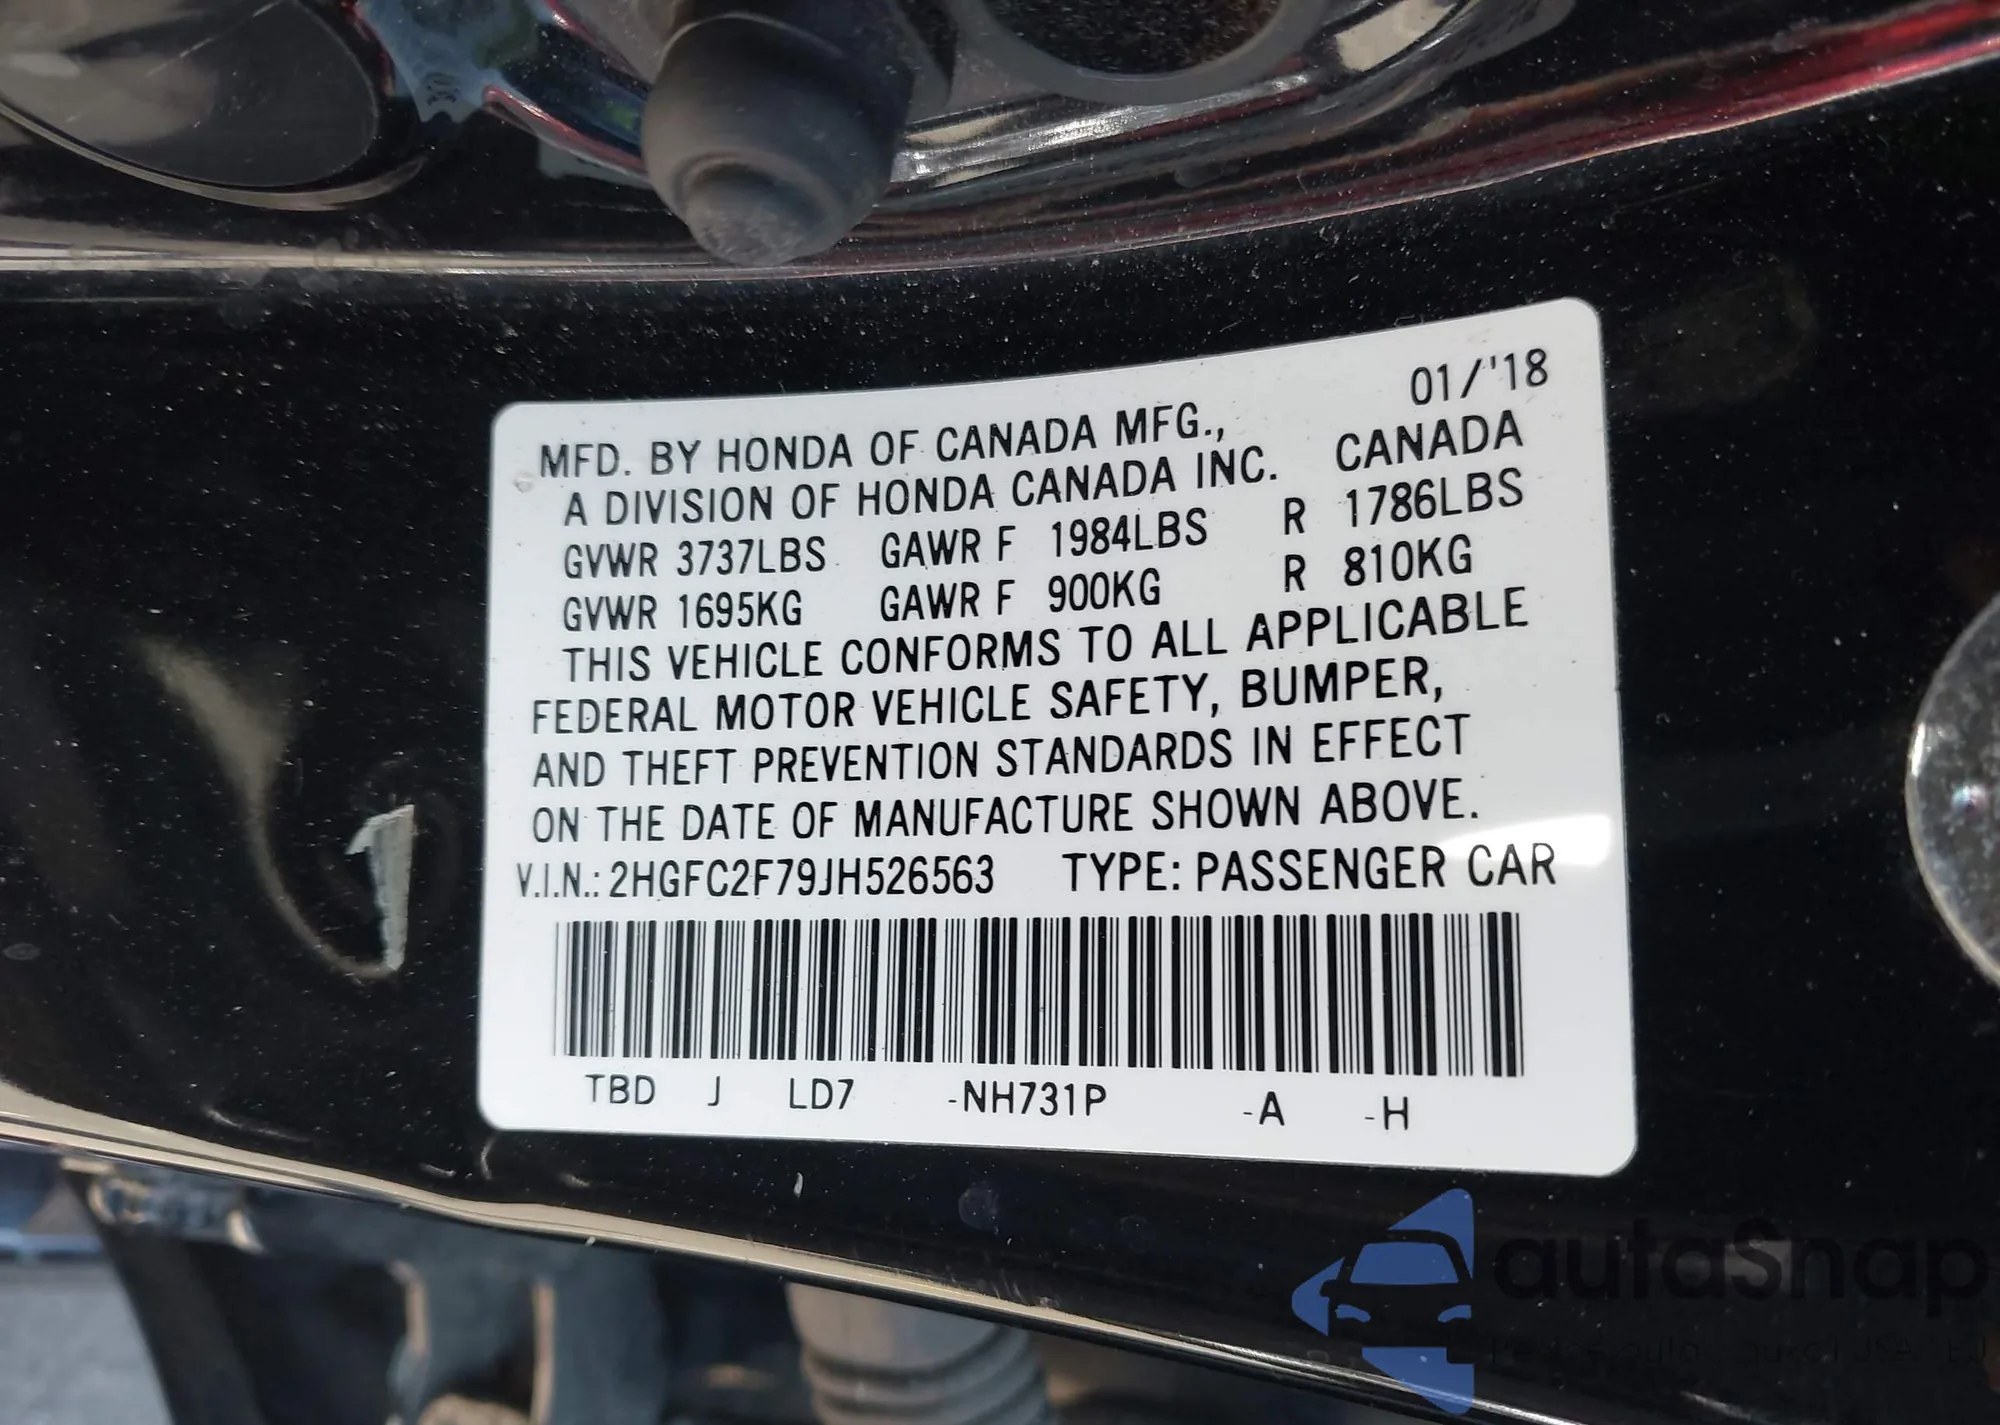 01/'18
MFD. BY HONDA OF CANADA MFG.,
A DIVISION OF HONDA CANADA INC. CANADA
GVWR 3737LBS GAWR F 1984LBS R 1786LBS
GVWR 1695KG GAWR F 900KG R 810KG
THIS VEHICLE CONFORMS TO ALL APPLICABLE
FEDERAL MOTOR VEHICLE SAFETY, BUMPER,
AND THEFT PREVENTION STANDARDS IN EFFECT
ON THE DATE OF MANUFACTURE SHOWN ABOVE.
V.I.N.: 2HGFC2F79JH526563 TYPE: PASSENGER CAR
TBD J LD7 -NH731P -A -H
autaSnap